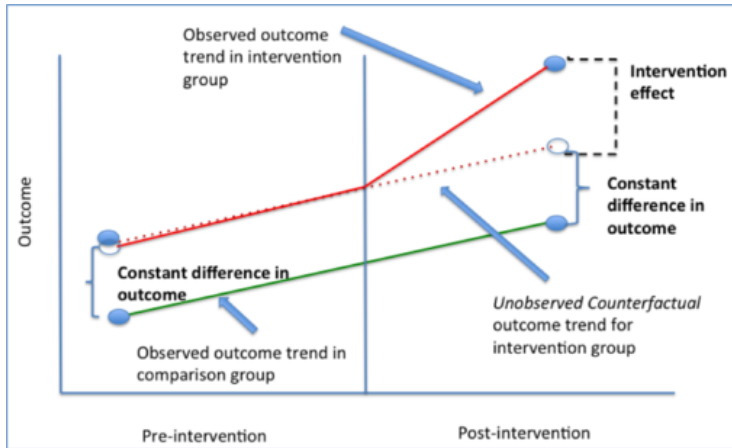 Observed outcome
trend in intervention
group
Intervention
effect
Constant
difference in
outcome
Outcome
Constant difference in
outcome
Unobserved Counterfactual
outcome trend for
intervention group
Observed outcome trend in
comparison group
Pre-intervention
Post-intervention